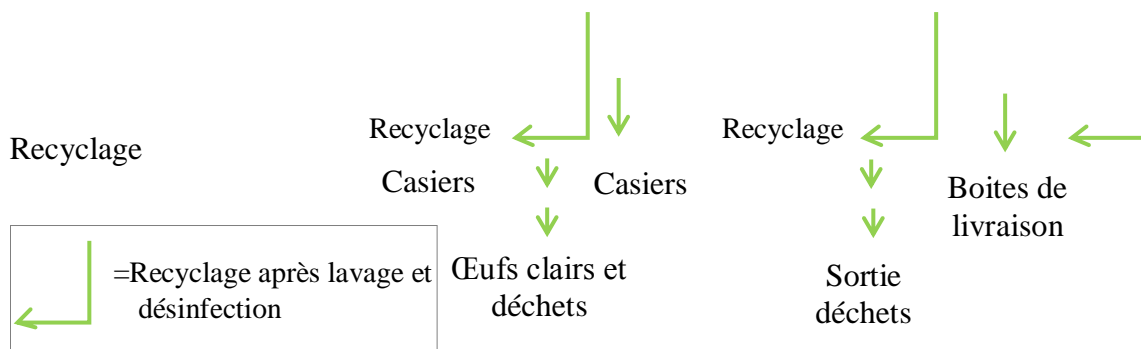 Recyclage
Recyclage
Casiers
Casiers
Œufs clairs et
déchets
Recyclage
Boites de
livraison
Sortie
déchets
=Recyclage après lavage et
désinfection